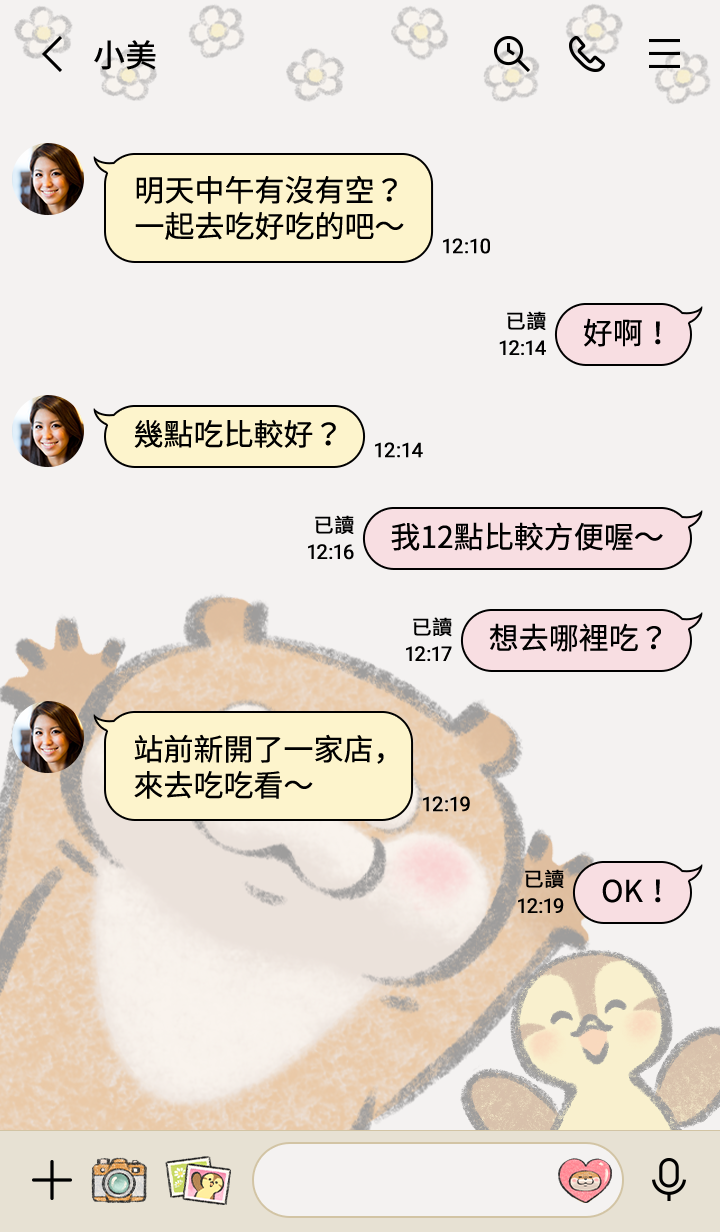 小美
明天中午有沒有空？
一起去吃好吃的吧～
12:10
已讀
12:14
好啊！
幾點吃比較好？
12:14
已讀
12:16
我12點比較方便喔～
已讀
12:17
想去哪裡吃？
站前新開了一家店，
來去吃吃看～
12:19
已讀
12:19
OK！